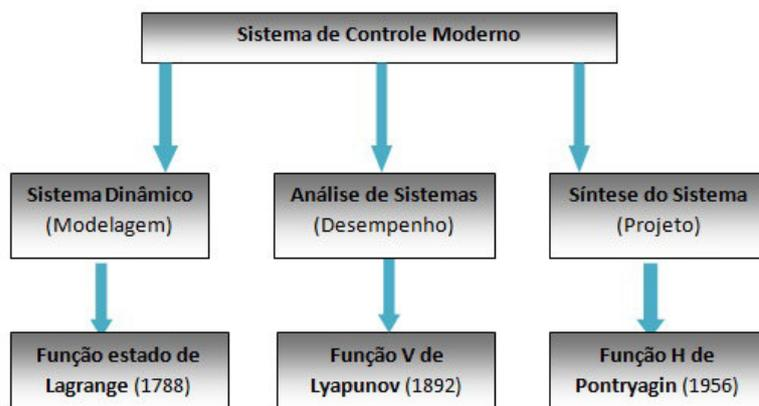 Sistema de Controle Moderno
Sistema Dinâmico
(Modelagem)
Análise de Sistemas
(Desempenho)
Síntese do Sistema
(Projeto)
Função estado de
Lagrange (1788)
Função V de
Lyapunov (1892)
Função H de
Pontryagin (1956)